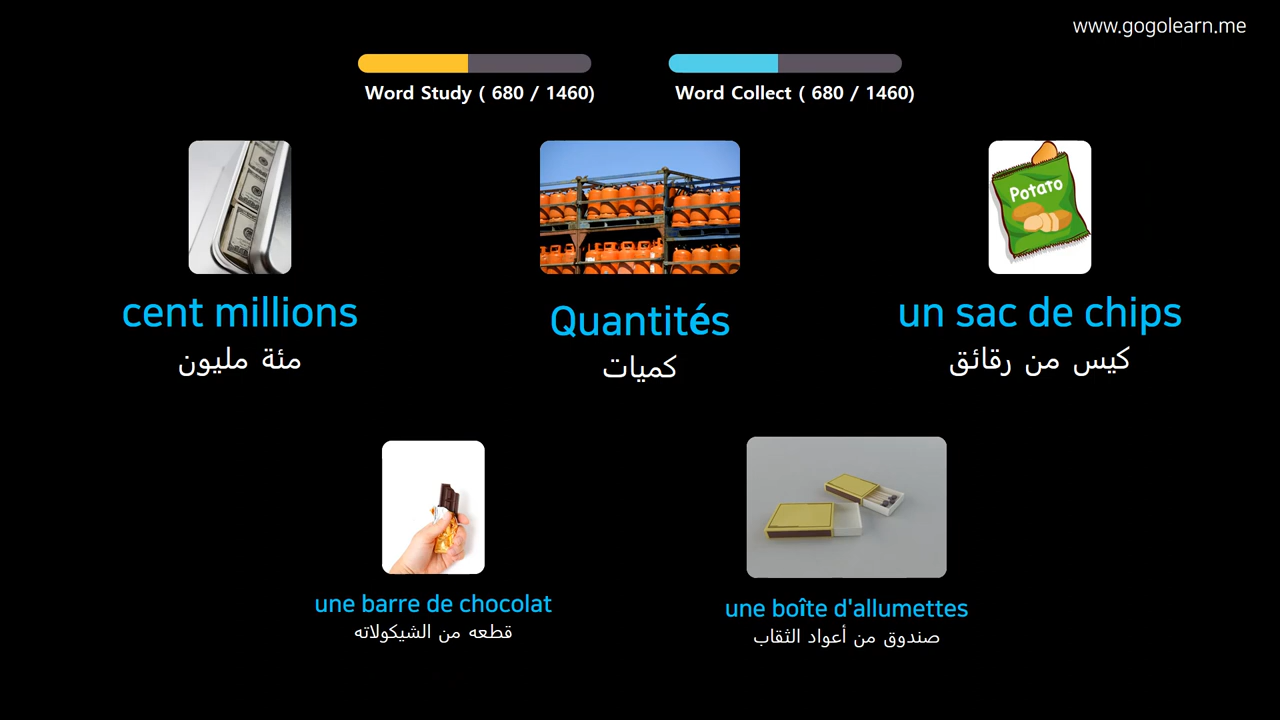 www.gogolearn.me
Word Study ( 680 / 1460)
Word Collect ( 680 / 1460)
Potato
cent millions
مئة مليون
Quantités
كميات
un sac de chips
كيس من رقائق
une barre de chocolat
قطعه من الشيكولاته
une boîte d'allumettes
صندوق من أعواد الثقاب